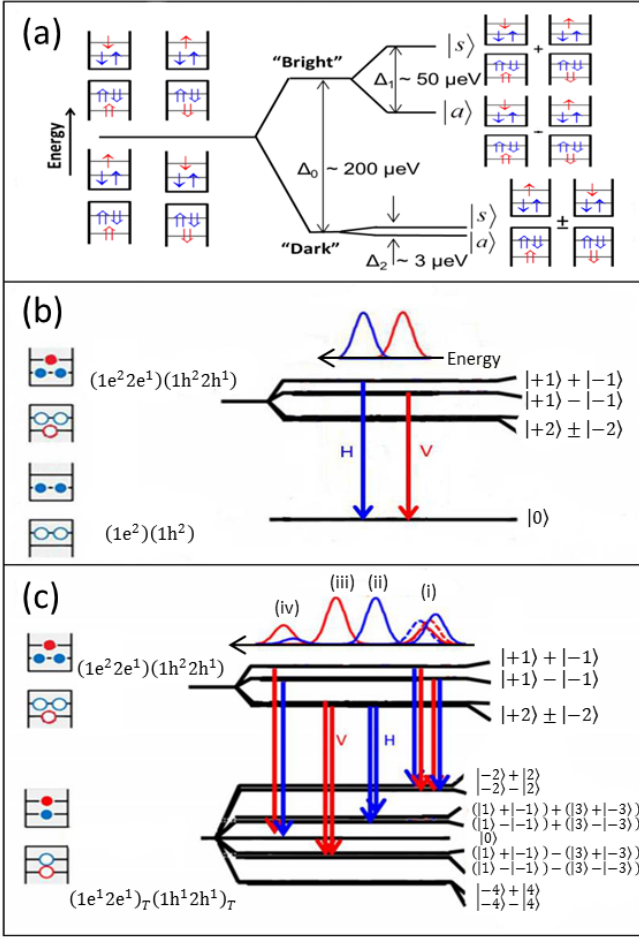 (a)
Energy
"Bright"
|s⟩
+
Δ₁ ~ 50 µeV
|a⟩
-
Δ₀ ~ 200 µeV
"Dark"
|s⟩
|a⟩
±
Δ₂ ~ 3 µeV
(b)
Energy
(1e²2e¹)(1h²2h¹)
|+1⟩ + |−1⟩
|+1⟩ − |−1⟩
|+2⟩ ± |−2⟩
H
V
(1e²)(1h²)
|0⟩
(c)
(iv)
(iii)
(ii)
(i)
(1e²2e¹)(1h²2h¹)
|+1⟩ + |−1⟩
|+1⟩ − |−1⟩
|+2⟩ ± |−2⟩
V
H
|−2⟩ + |2⟩
|−2⟩ − |2⟩
(|1⟩ + |−1⟩) + (|3⟩ + |−3⟩)
(|1⟩ − |−1⟩) + (|3⟩ − |−3⟩)
|0⟩
(|1⟩ + |−1⟩) − (|3⟩ + |−3⟩)
(|1⟩ − |−1⟩) − (|3⟩ − |−3⟩)
(1e¹2e¹)T(1h¹2h¹)T
|−4⟩ + |4⟩
|−4⟩ − |4⟩